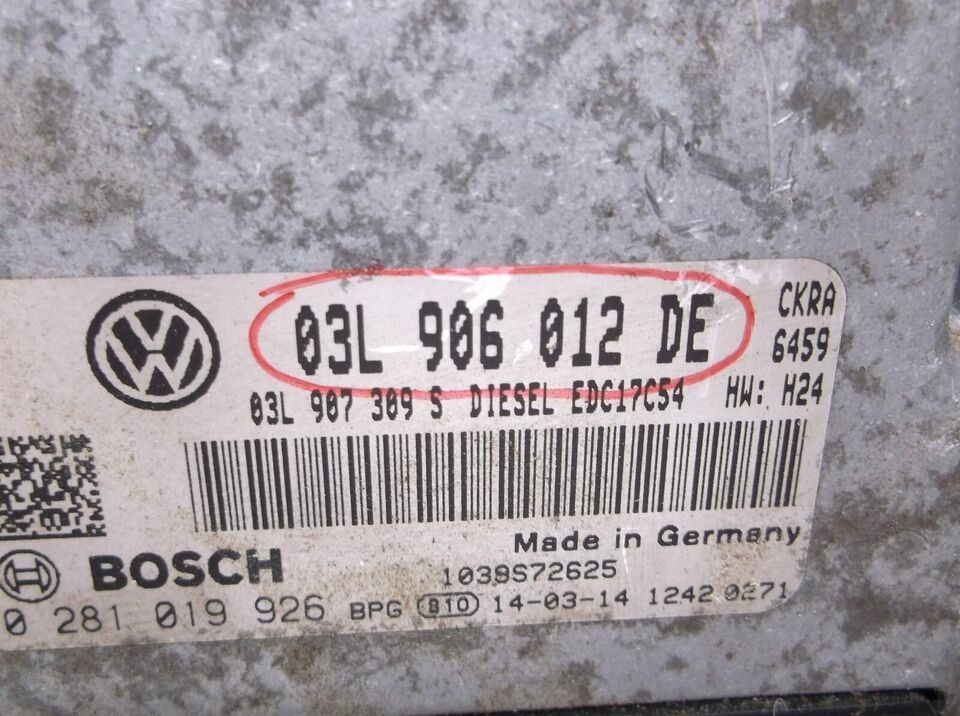 03L 906 012 DE
CKRA
6459
03L 907 309 S DIESEL EDC17C54 HW: H24
Made in Germany
BOSCH
1039S72625
0 281 019 926 BPG 810 14-03-14 1242 0271